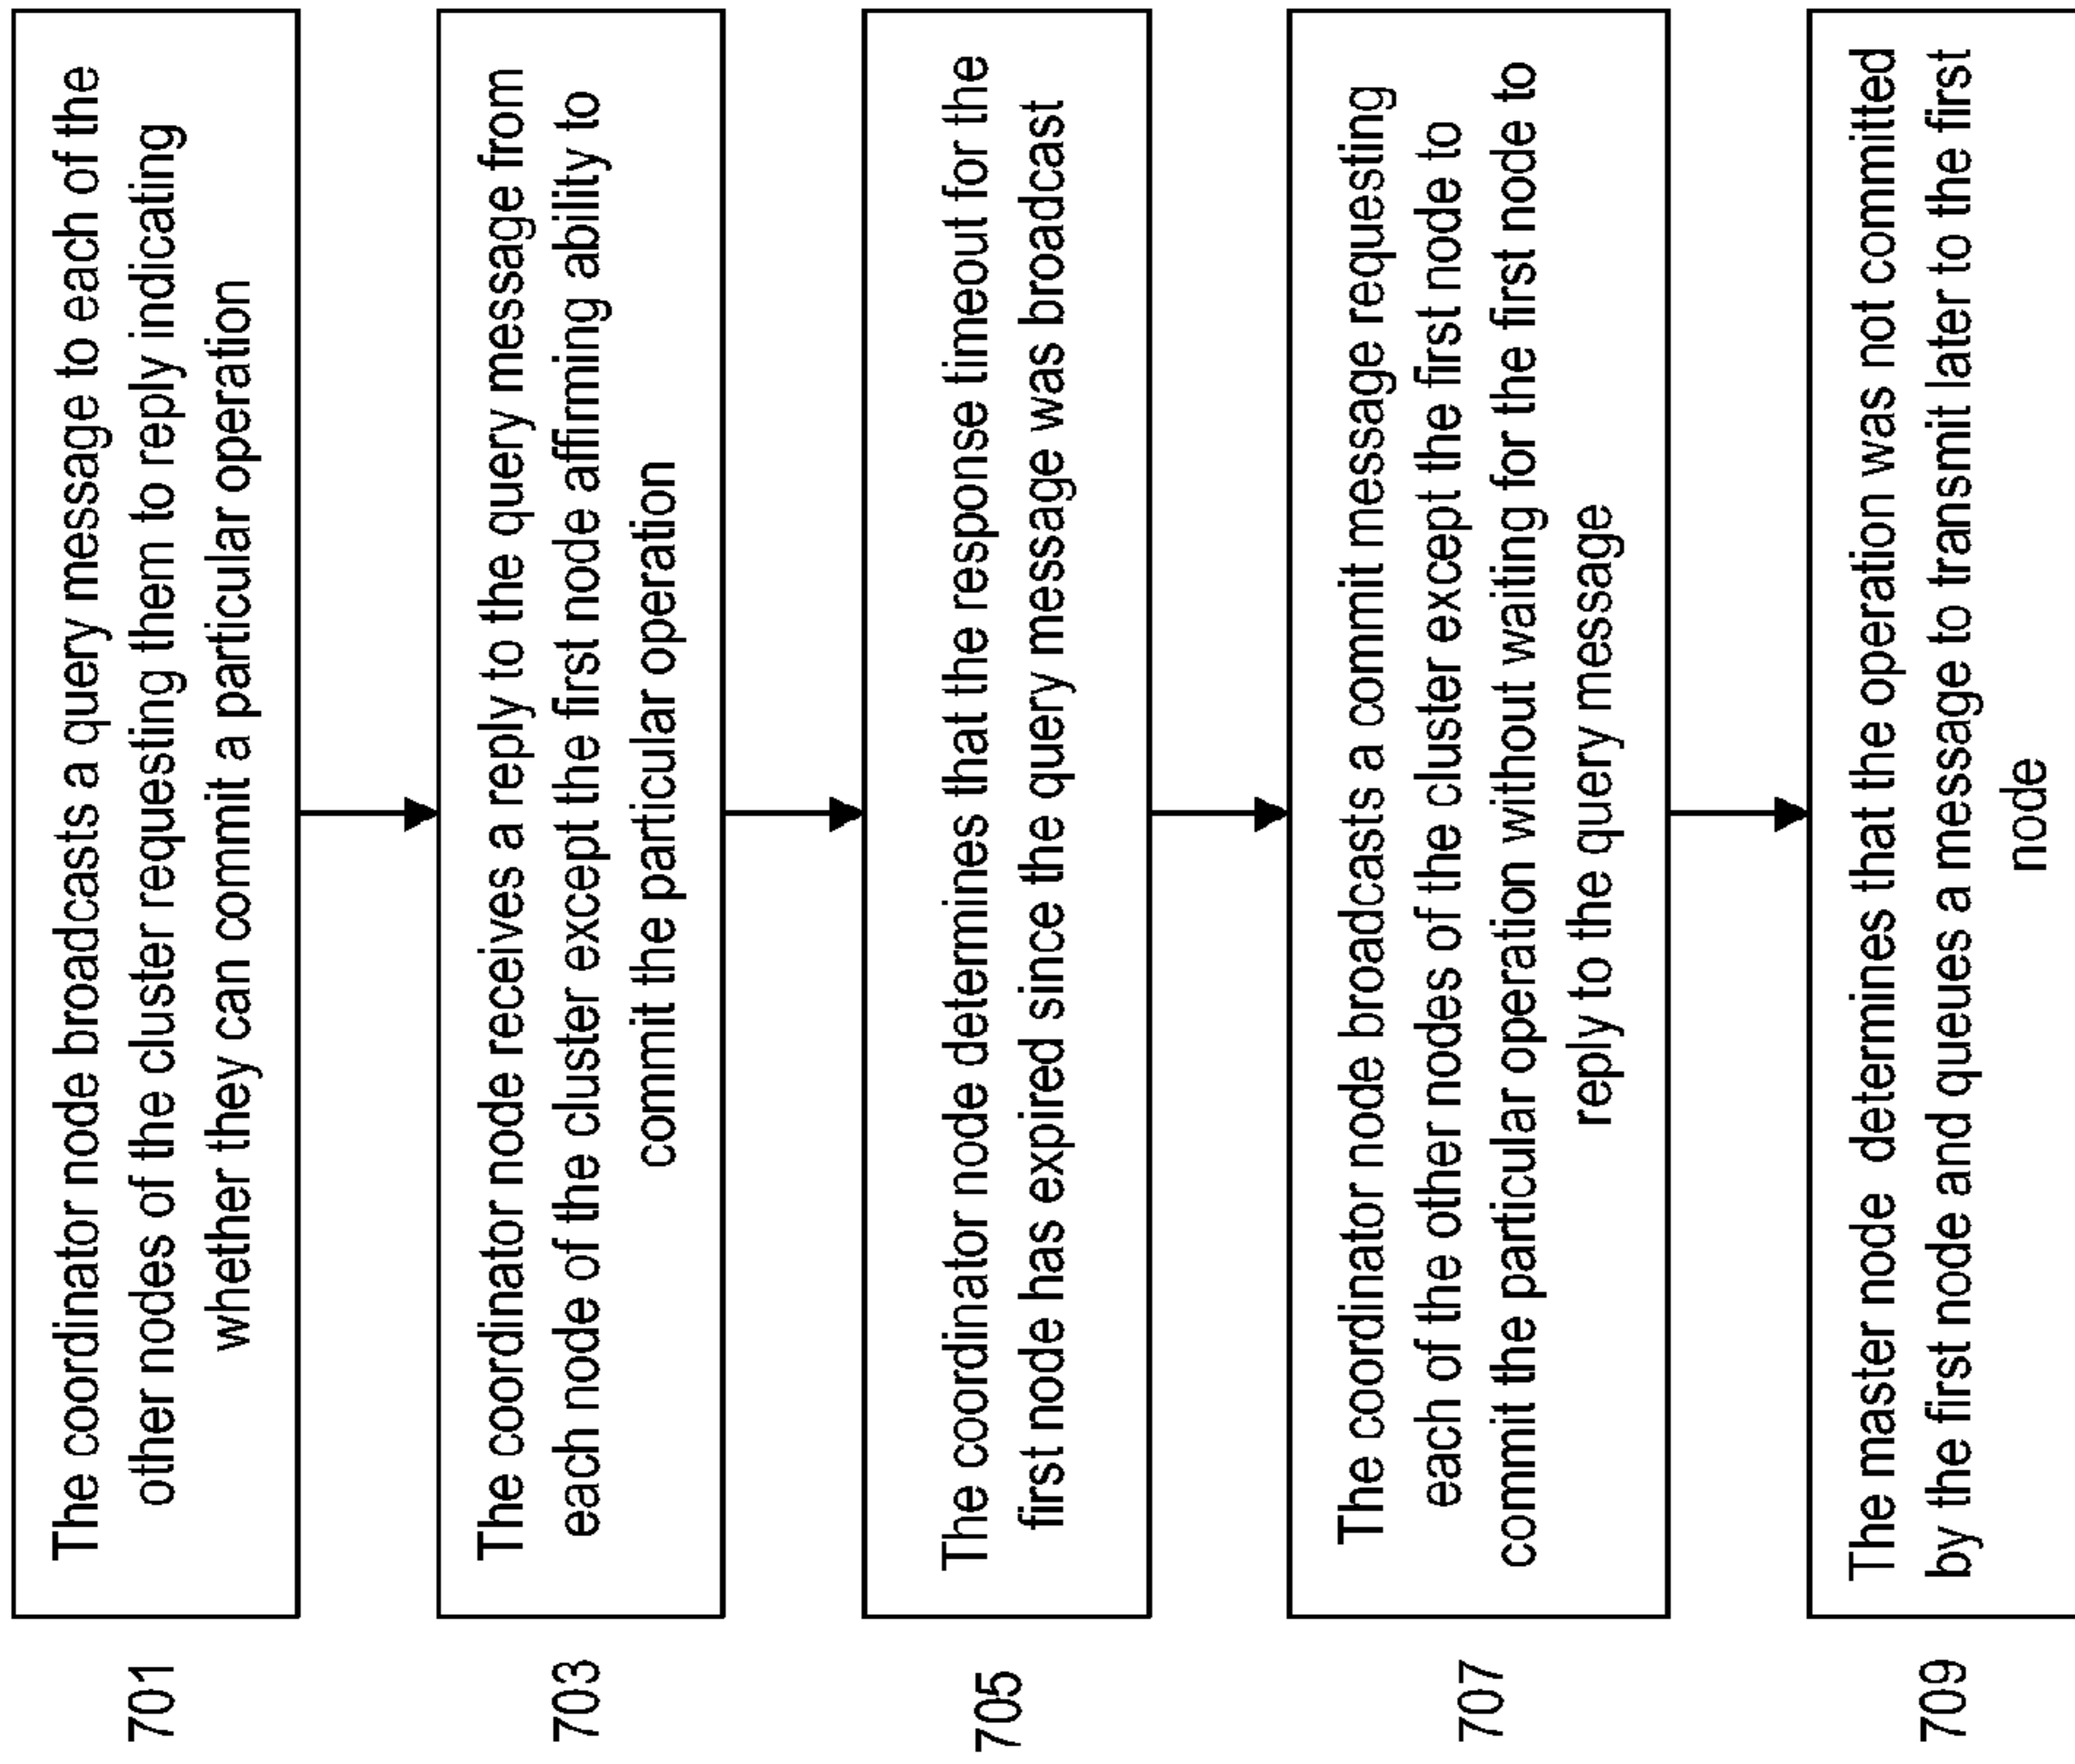 701
The coordinator node broadcasts a query message to each of the
other nodes of the cluster requesting them to reply indicating
whether they can commit a particular operation
703
The coordinator node receives a reply to the query message from
each node of the cluster except the first node affirming ability to
commit the particular operation
705
The coordinator node determines that the response timeout for the
first node has expired since the query message was broadcast
707
The coordinator node broadcasts a commit message requesting
each of the other nodes of the cluster except the first node to
commit the particular operation without waiting for the first node to
reply to the query message
709
The master node determines that the operation was not committed
by the first node and queues a message to transmit later to the first
node